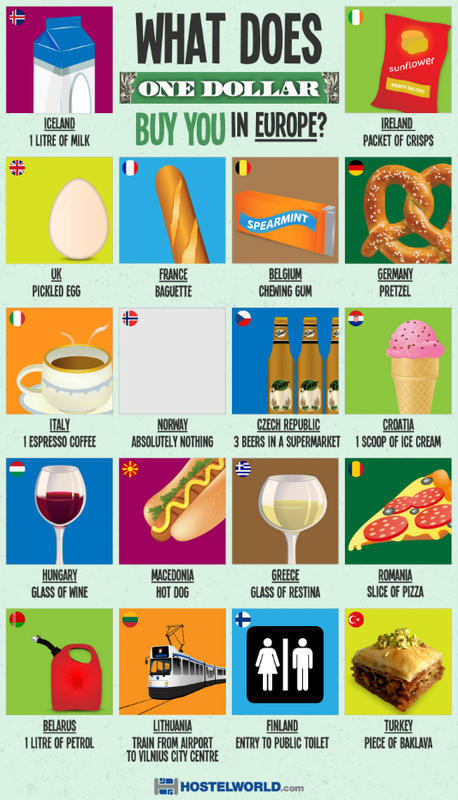 WHAT DOES
ONE DOLLAR
BUY YOU IN EUROPE?
ICELAND
1 LITRE OF MILK
sunflower
READY SALTED
IRELAND
PACKET OF CRISPS
UK
PICKLED EGG
FRANCE
BAGUETTE
SPEARMINT
BELGIUM
CHEWING GUM
GERMANY
PRETZEL
ITALY
1 ESPRESSO COFFEE
NORWAY
ABSOLUTELY NOTHING
Beer
Beer
Beer
CZECH REPUBLIC
3 BEERS IN A SUPERMARKET
CROATIA
1 SCOOP OF ICE CREAM
HUNGARY
GLASS OF WINE
MACEDONIA
HOT DOG
GREECE
GLASS OF RESTINA
ROMANIA
SLICE OF PIZZA
BELARUS
1 LITRE OF PETROL
LITHUANIA
TRAIN FROM AIRPORT
TO VILNIUS CITY CENTRE
FINLAND
ENTRY TO PUBLIC TOILET
TURKEY
PIECE OF BAKLAVA
HOSTELWORLD.com